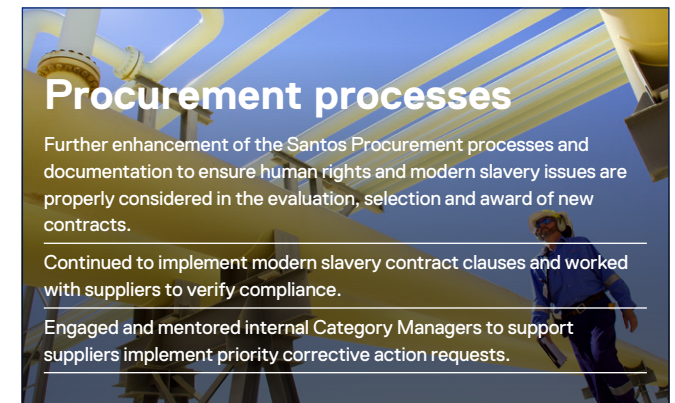 Procurement processes
Further enhancement of the Santos Procurement processes and
documentation to ensure human rights and modern slavery issues are
properly considered in the evaluation, selection and award of new
contracts.
Continued to implement modern slavery contract clauses and worked
with suppliers to verify compliance.
Engaged and mentored internal Category Managers to support
suppliers implement priority corrective action requests.